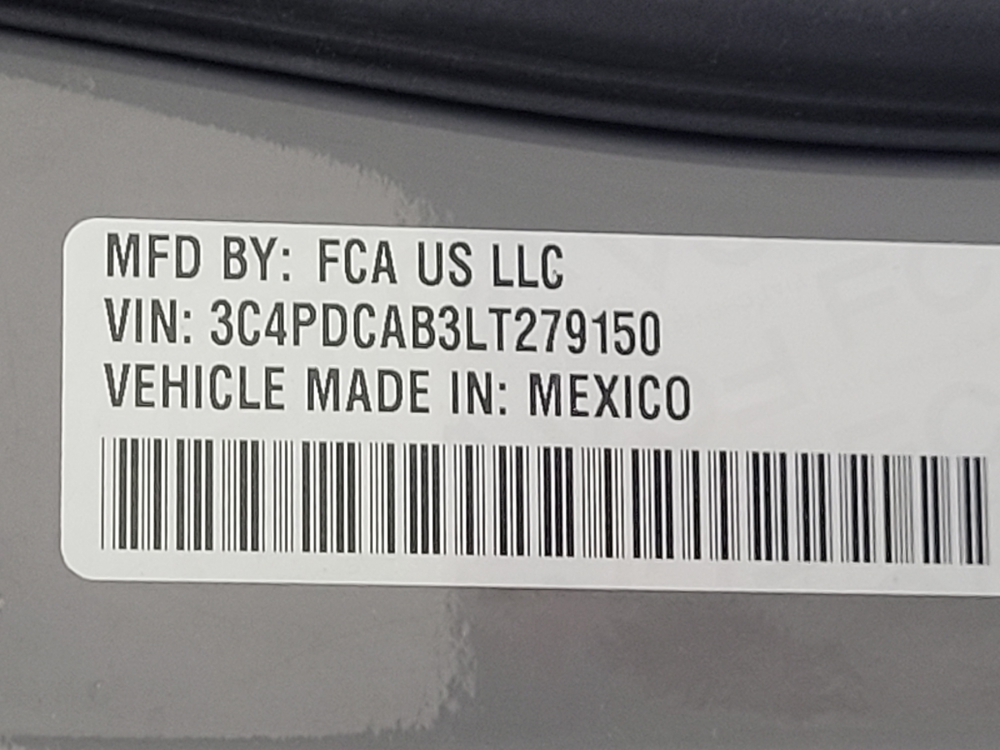 MFD BY: FCA US LLC
VIN: 3C4PDCAB3LT279150
VEHICLE MADE IN: MEXICO